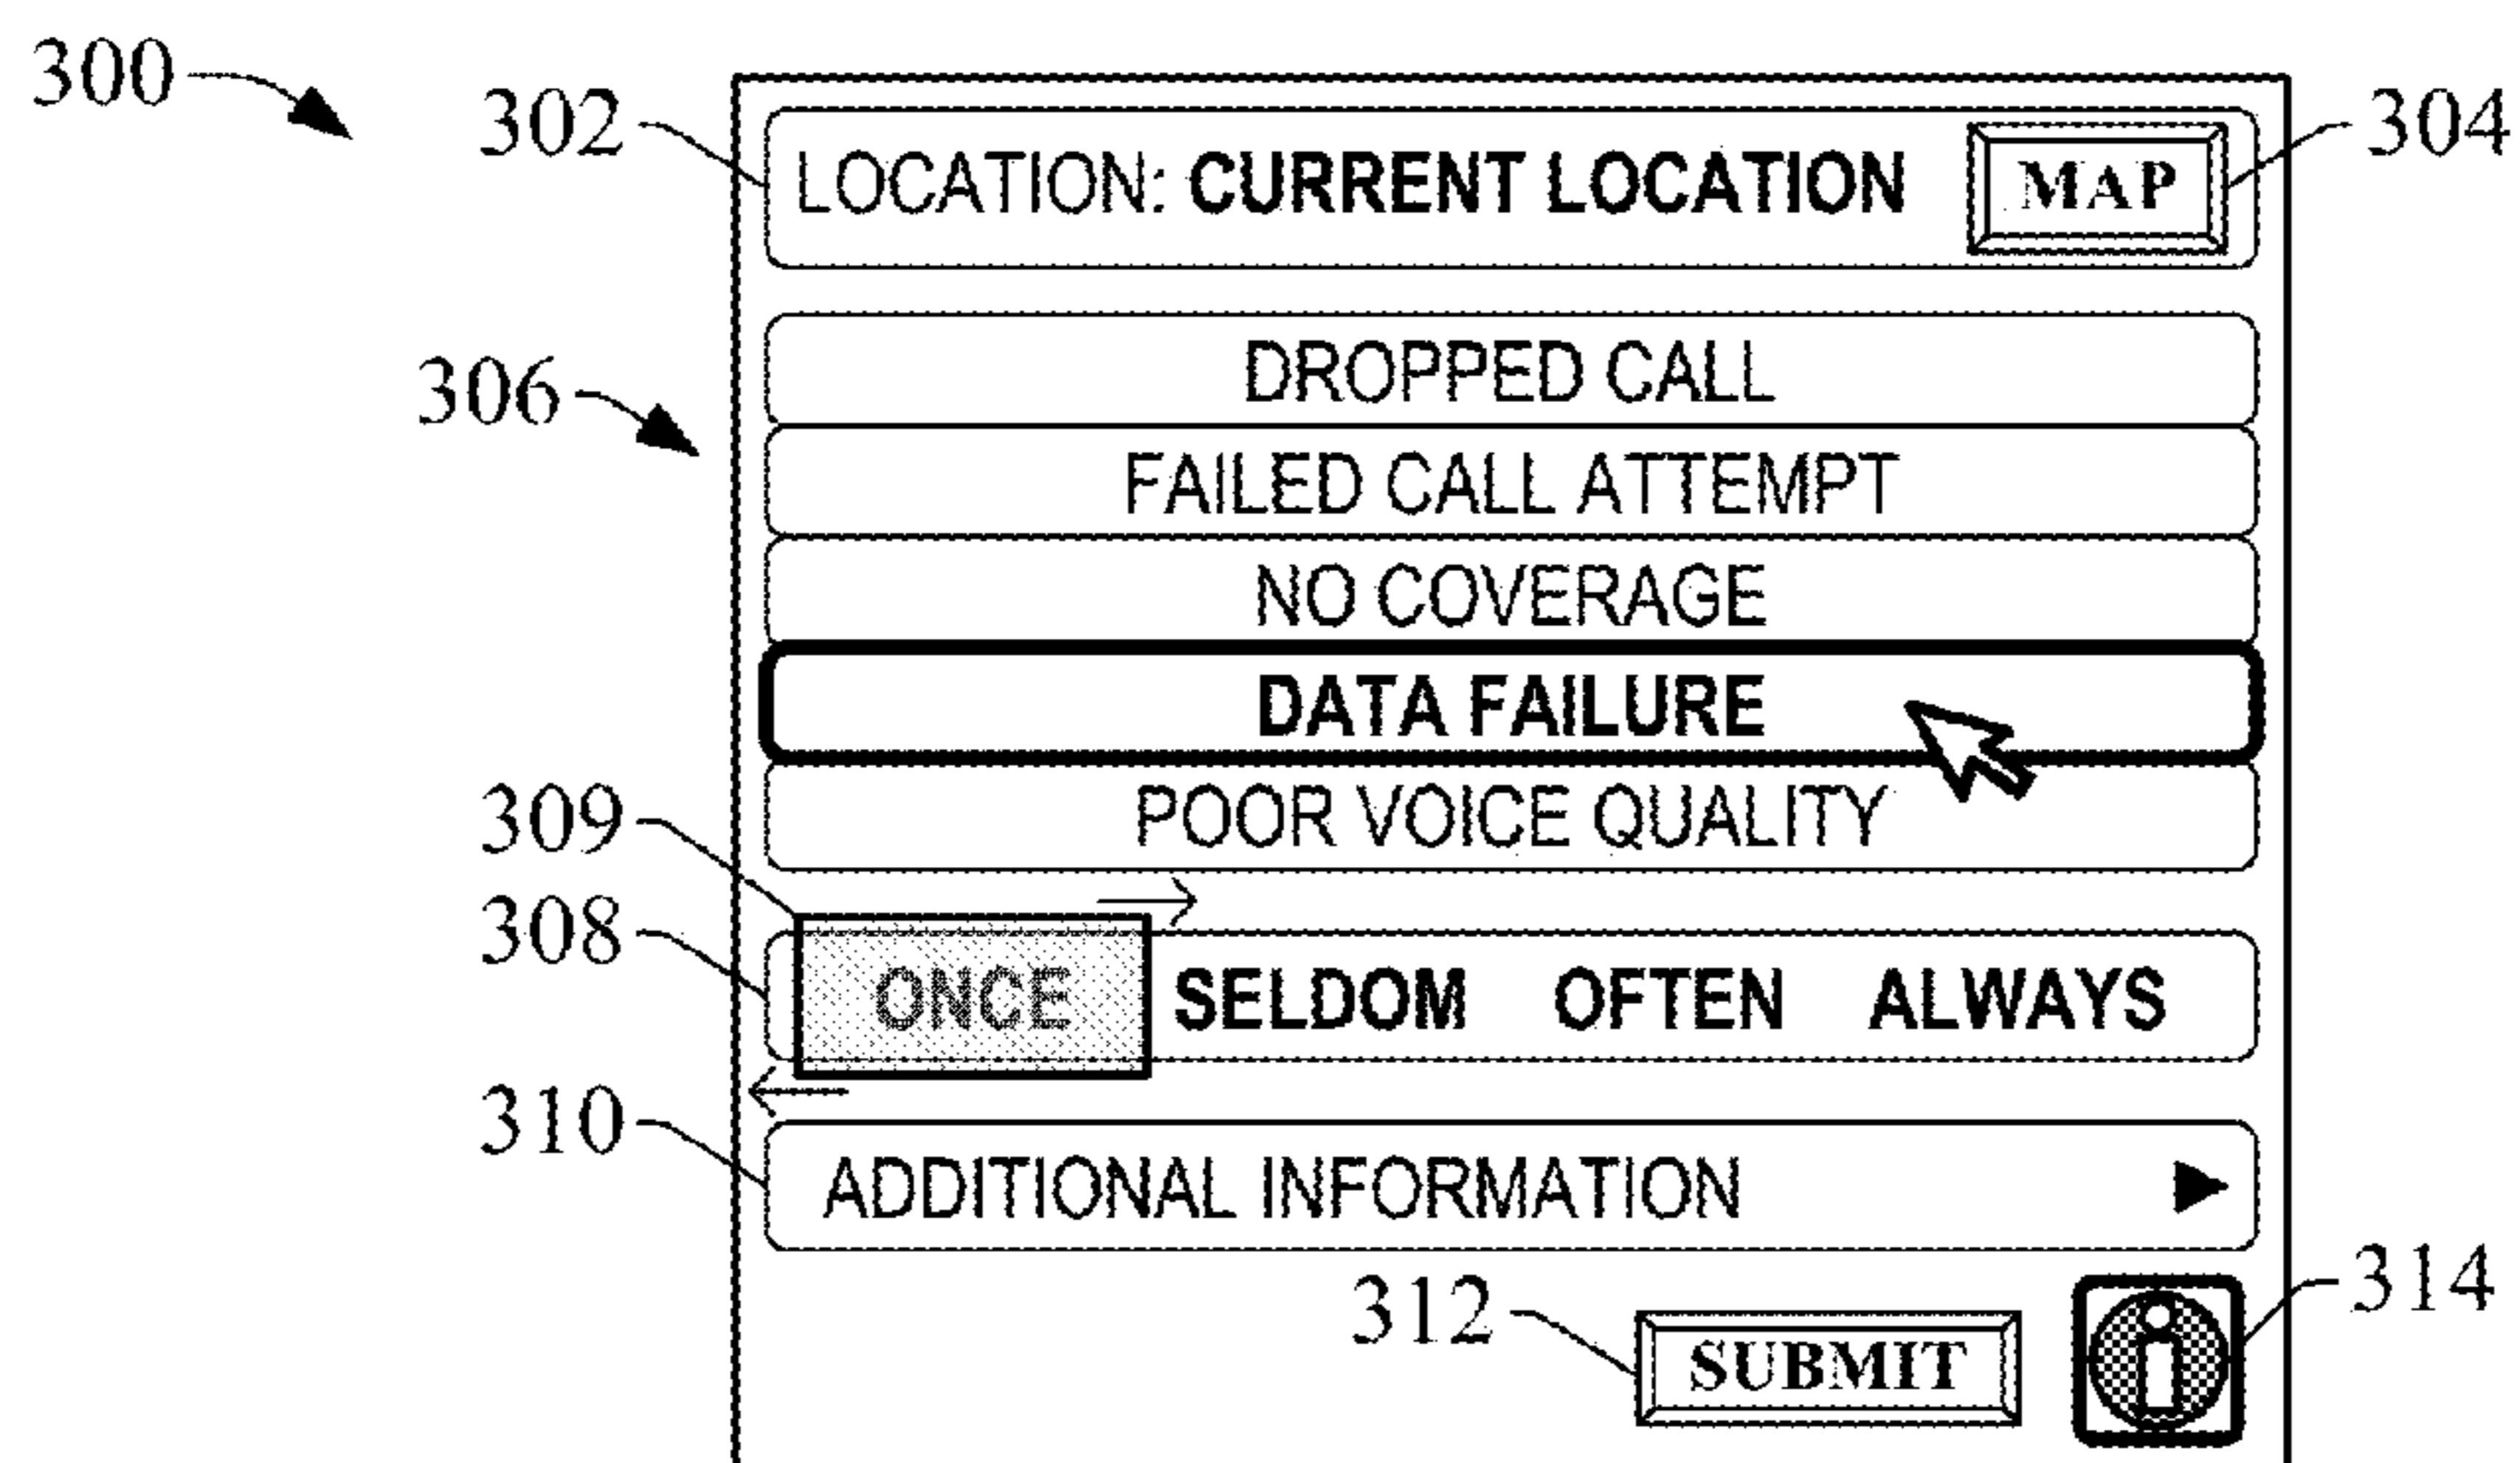 300
302 LOCATION: CURRENT LOCATION MAP 304
DROPPED CALL
306
FAILED CALL ATTEMPT
NO COVERAGE
DATA FAILURE
309 POOR VOICE QUALITY
308 ONCE SELDOM OFTEN ALWAYS
310 ADDITIONAL INFORMATION
312 SUBMIT i 314